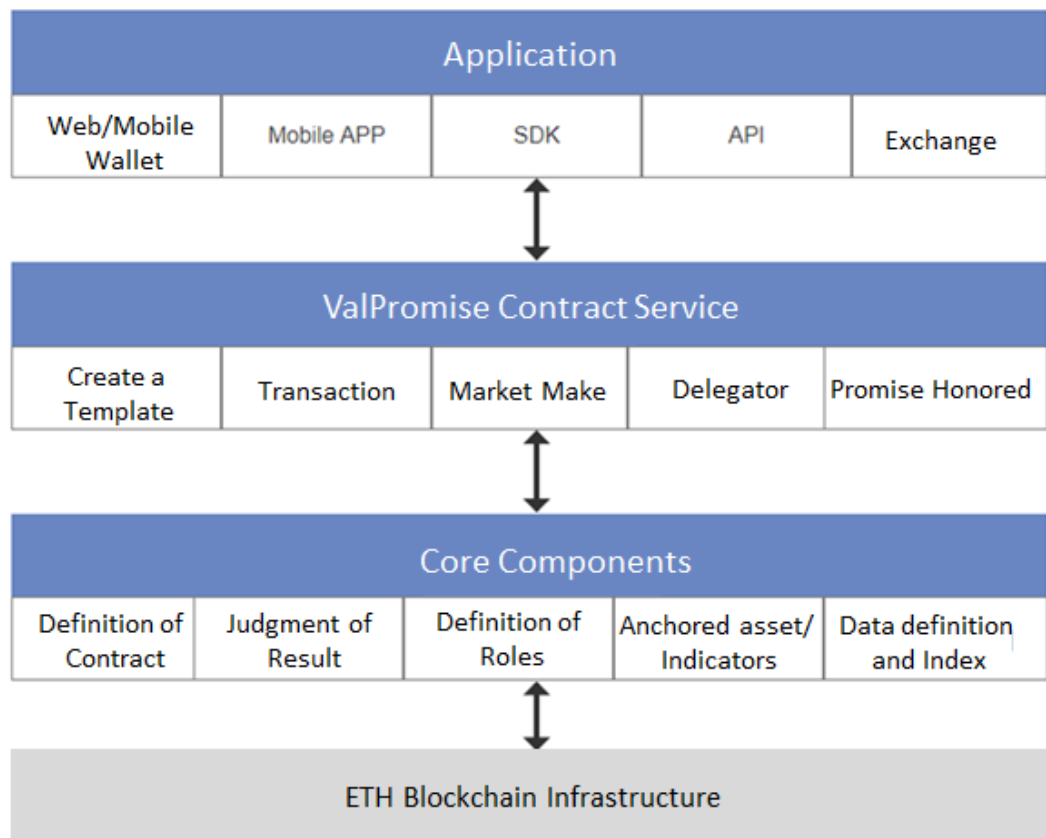 Application
Web/Mobile
Wallet
Mobile APP
SDK
API
Exchange
ValPromise Contract Service
Create a
Template
Transaction
Market Make
Delegator
Promise Honored
Core Components
Definition of
Contract
Judgment of
Result
Definition of
Roles
Anchored asset/
Indicators
Data definition
and Index
ETH Blockchain Infrastructure